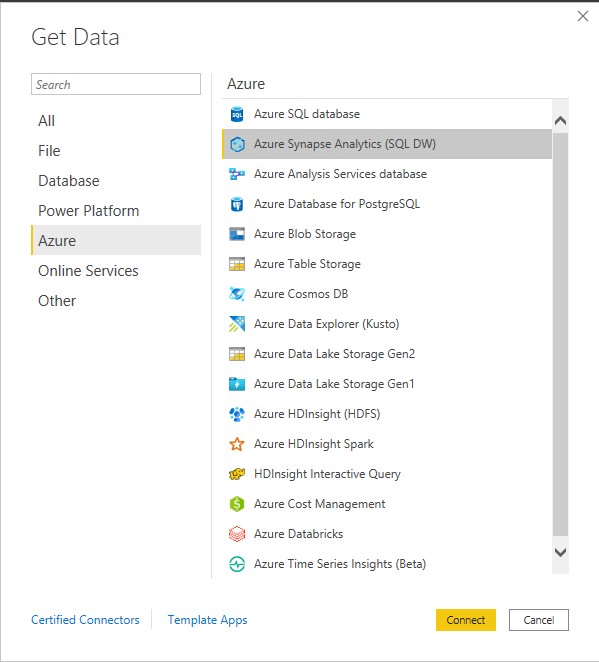 Get Data
Search
All
File
Database
Power Platform
Azure
Online Services
Other
Azure
Azure SQL database
Azure Synapse Analytics (SQL DW)
Azure Analysis Services database
Azure Database for PostgreSQL
Azure Blob Storage
Azure Table Storage
Azure Cosmos DB
Azure Data Explorer (Kusto)
Azure Data Lake Storage Gen2
Azure Data Lake Storage Gen1
Azure HDInsight (HDFS)
Azure HDInsight Spark
HDInsight Interactive Query
Azure Cost Management
Azure Databricks
Azure Time Series Insights (Beta)
Certified Connectors
Template Apps
Connect
Cancel